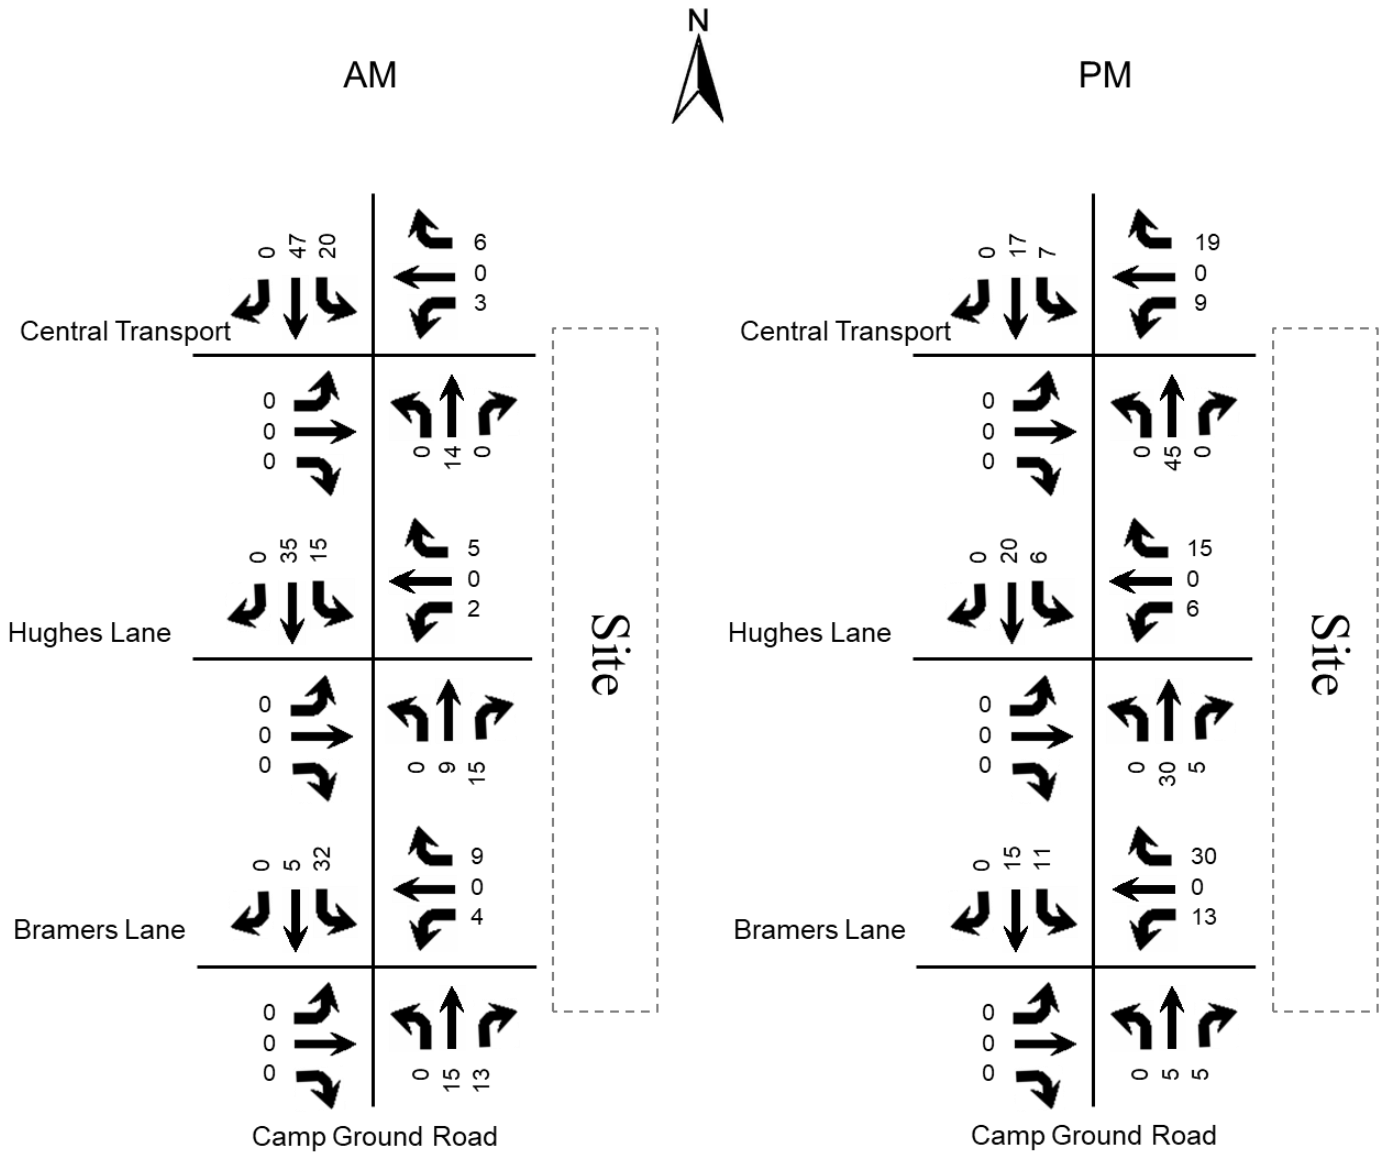 N
AM
PM
0 47 20
6
0
3
Central Transport
0
0
0
0 14 0
0 35 15
5
0
2
Hughes Lane
0
0
0
0 9 15
0 5 32
9
0
4
Bramers Lane
0
0
0
0 15 13
Camp Ground Road
Site
0 17 7
19
0
9
Central Transport
0
0
0
0 45 0
0 20 6
15
0
6
Hughes Lane
0
0
0
0 30 5
0 15 11
30
0
13
Bramers Lane
0
0
0
0 5 5
Camp Ground Road
Site